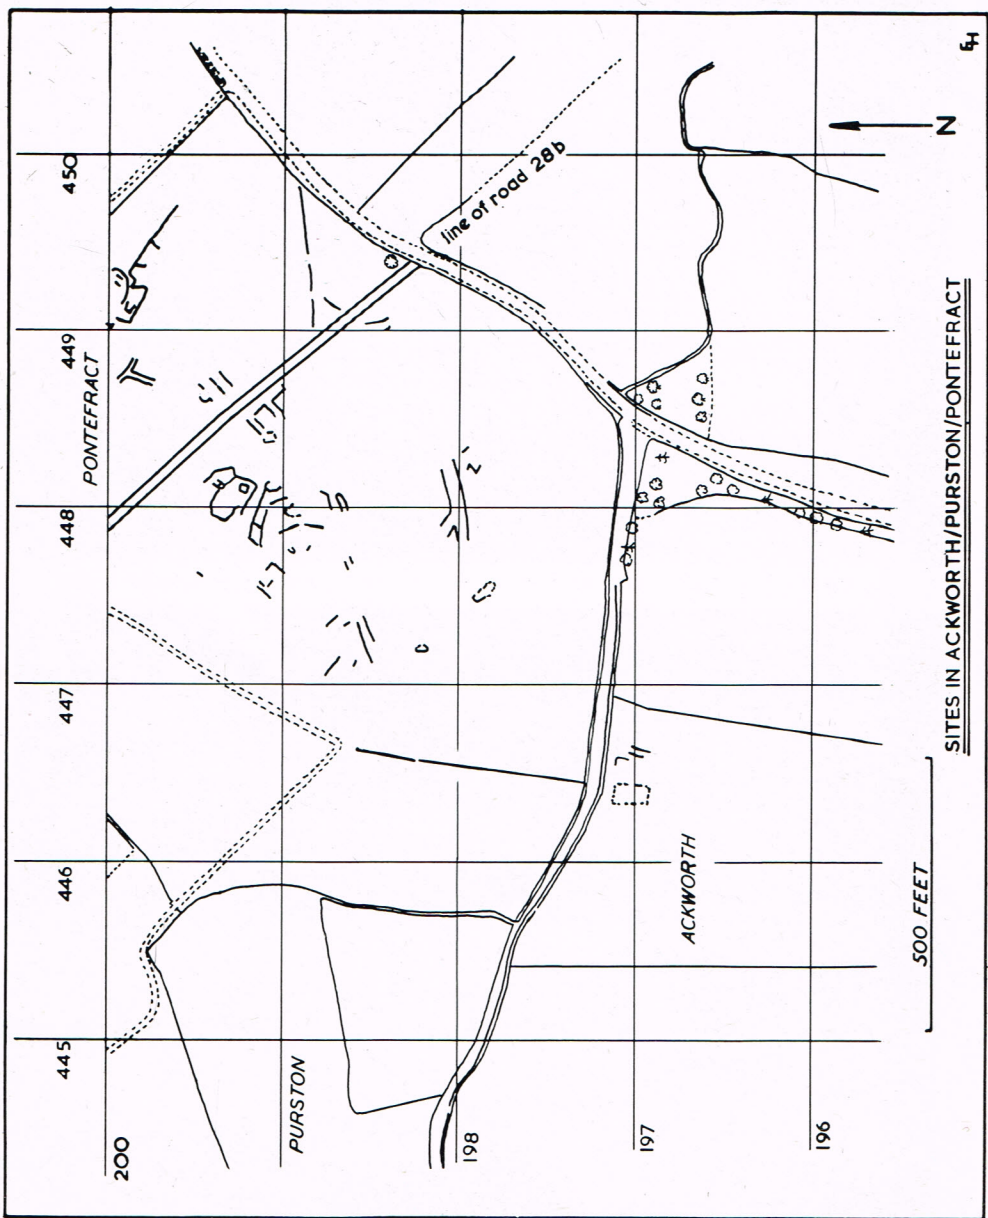 450
449
448
447
446
445
200
198
197
196
PONTEFRACT
PURSTON
ACKWORTH
line of road 28b
N
500 FEET
SITES IN ACKWORTH/PURSTON/PONTEFRACT